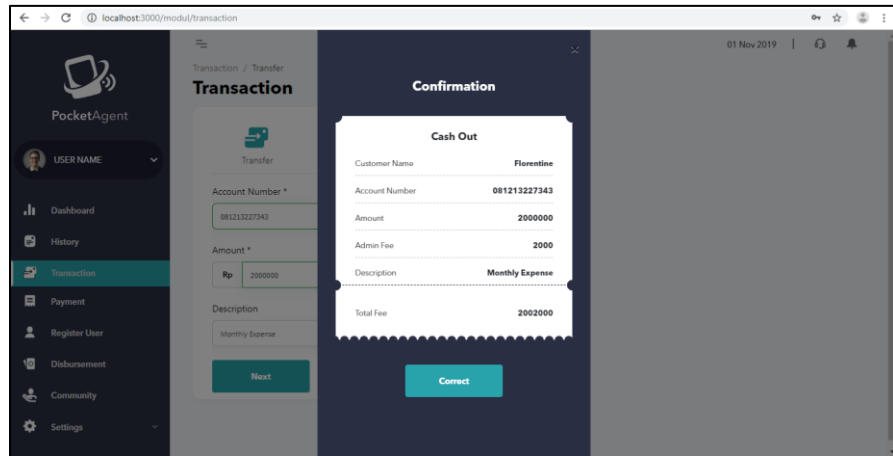 localhost:3000/modul/transaction
PocketAgent
USER NAME
Dashboard
History
Transaction
Payment
Register User
Disbursement
Community
Settings
Transaction / Transfer
Transaction
01 Nov 2019
Transfer
Account Number *
081213227343
Amount *
Rp 2000000
Description
Monthly Expense
Next
Confirmation
Cash Out
Customer Name Florentine
Account Number 081213227343
Amount 2000000
Admin Fee 2000
Description Monthly Expense
Total Fee 2002000
Correct